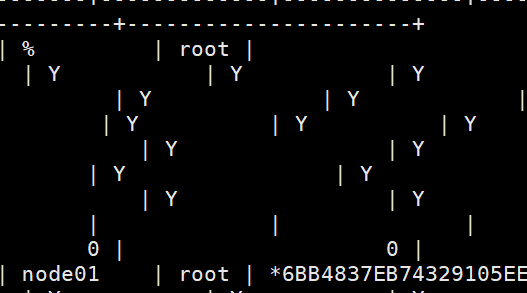 ---------+----------------------+
| %         | root |
| Y | Y | Y
| Y | Y |
| Y | Y | Y
| Y | Y
| Y | Y
| Y | Y
| | |
0 | 0 |
| node01    | root | *6BB4837EB74329105EE